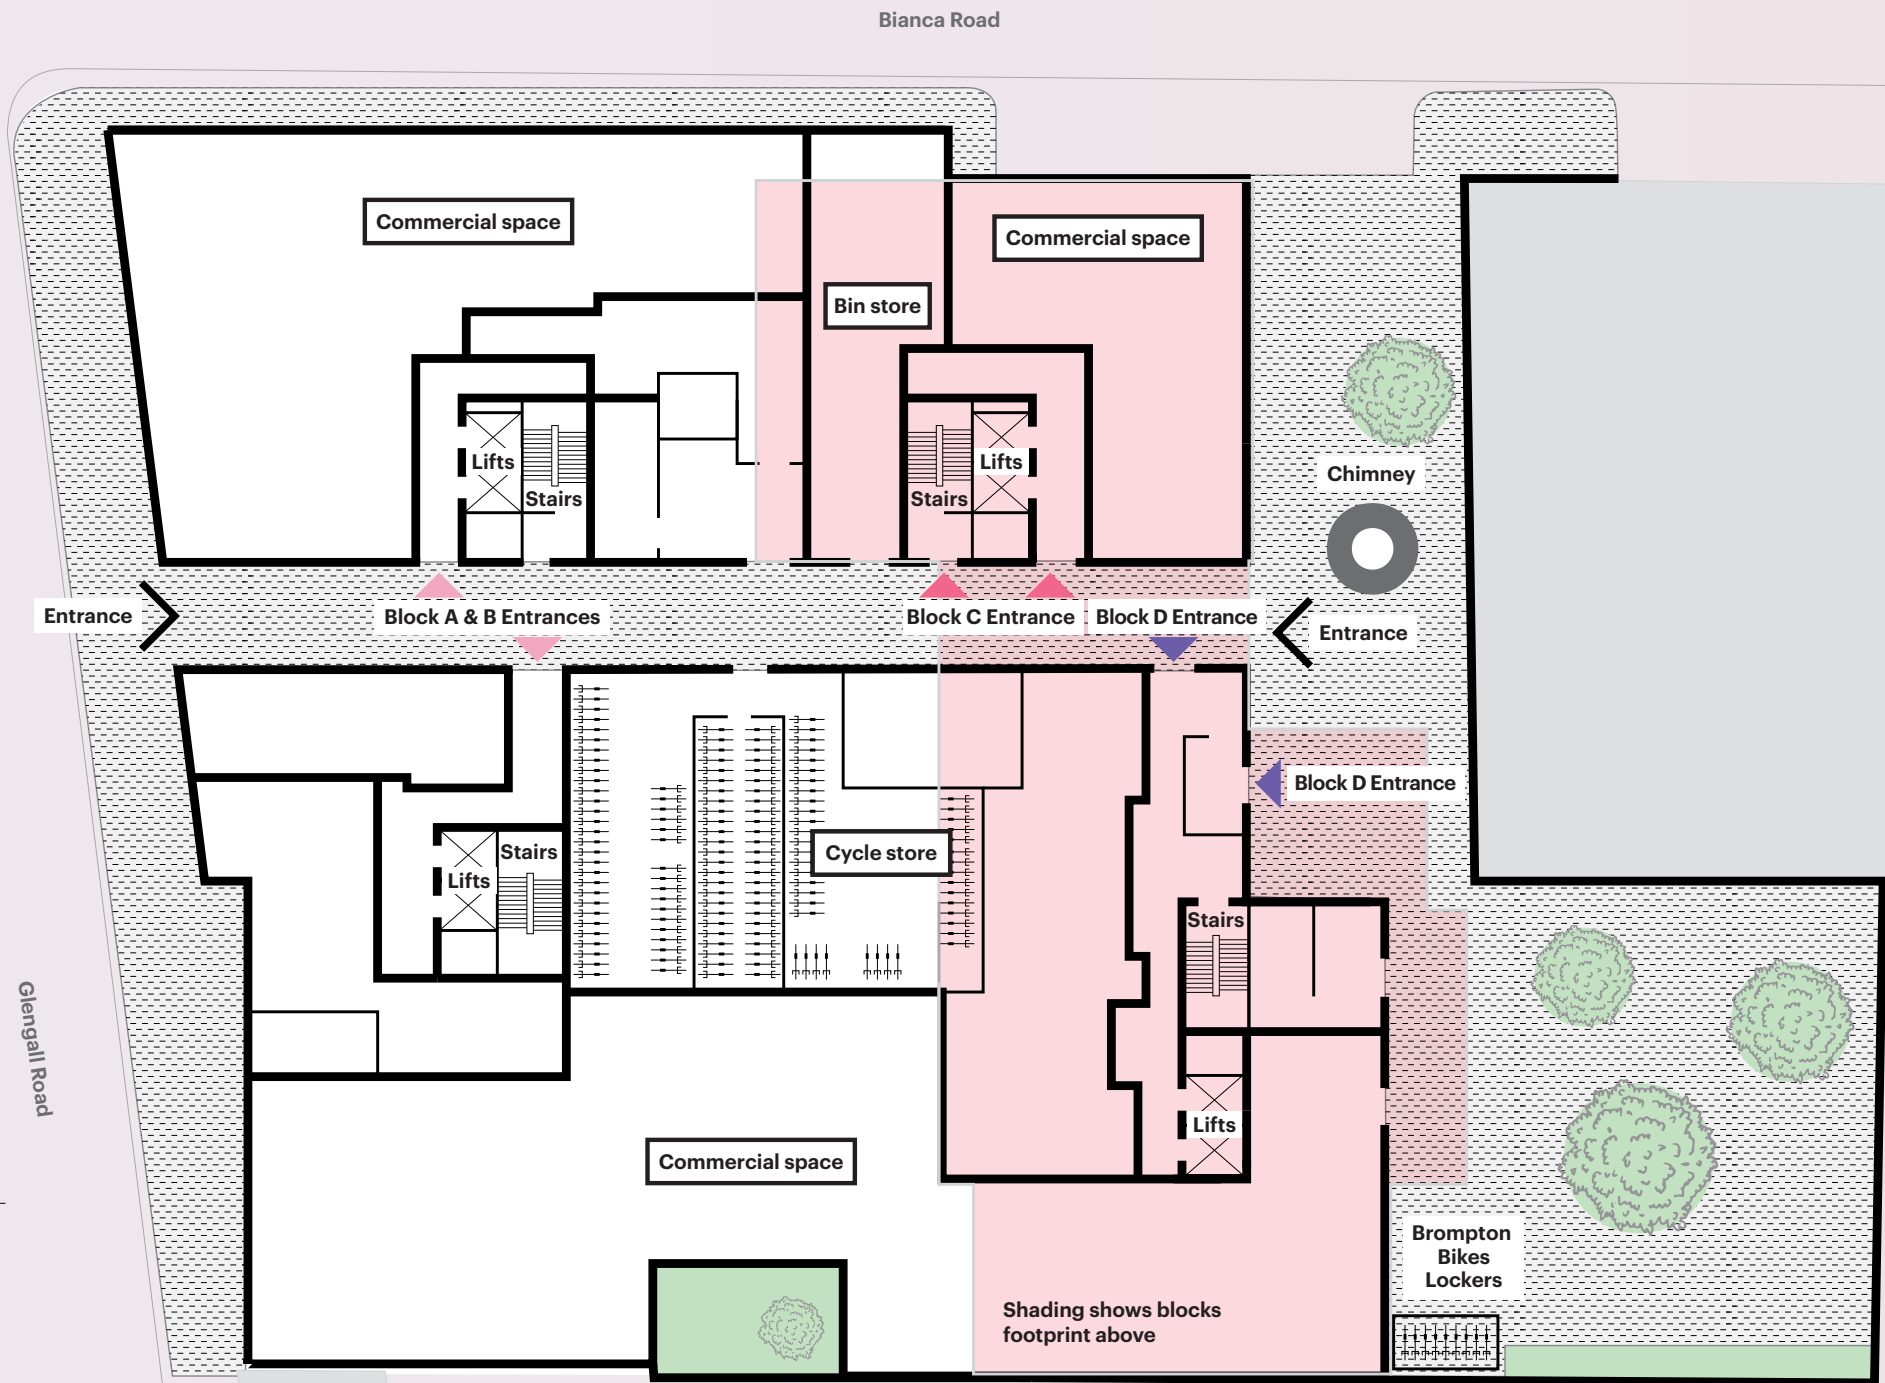 Bianca Road
Commercial space
Commercial space
Bin store
Lifts
Stairs
Lifts
Stairs
Chimney
Entrance
Block A & B Entrances
Block C Entrance
Block D Entrance
Entrance
Block D Entrance
Cycle store
Stairs
Lifts
Stairs
Glengall Road
Lifts
Commercial space
Brompton
Bikes
Lockers
Shading shows blocks
footprint above